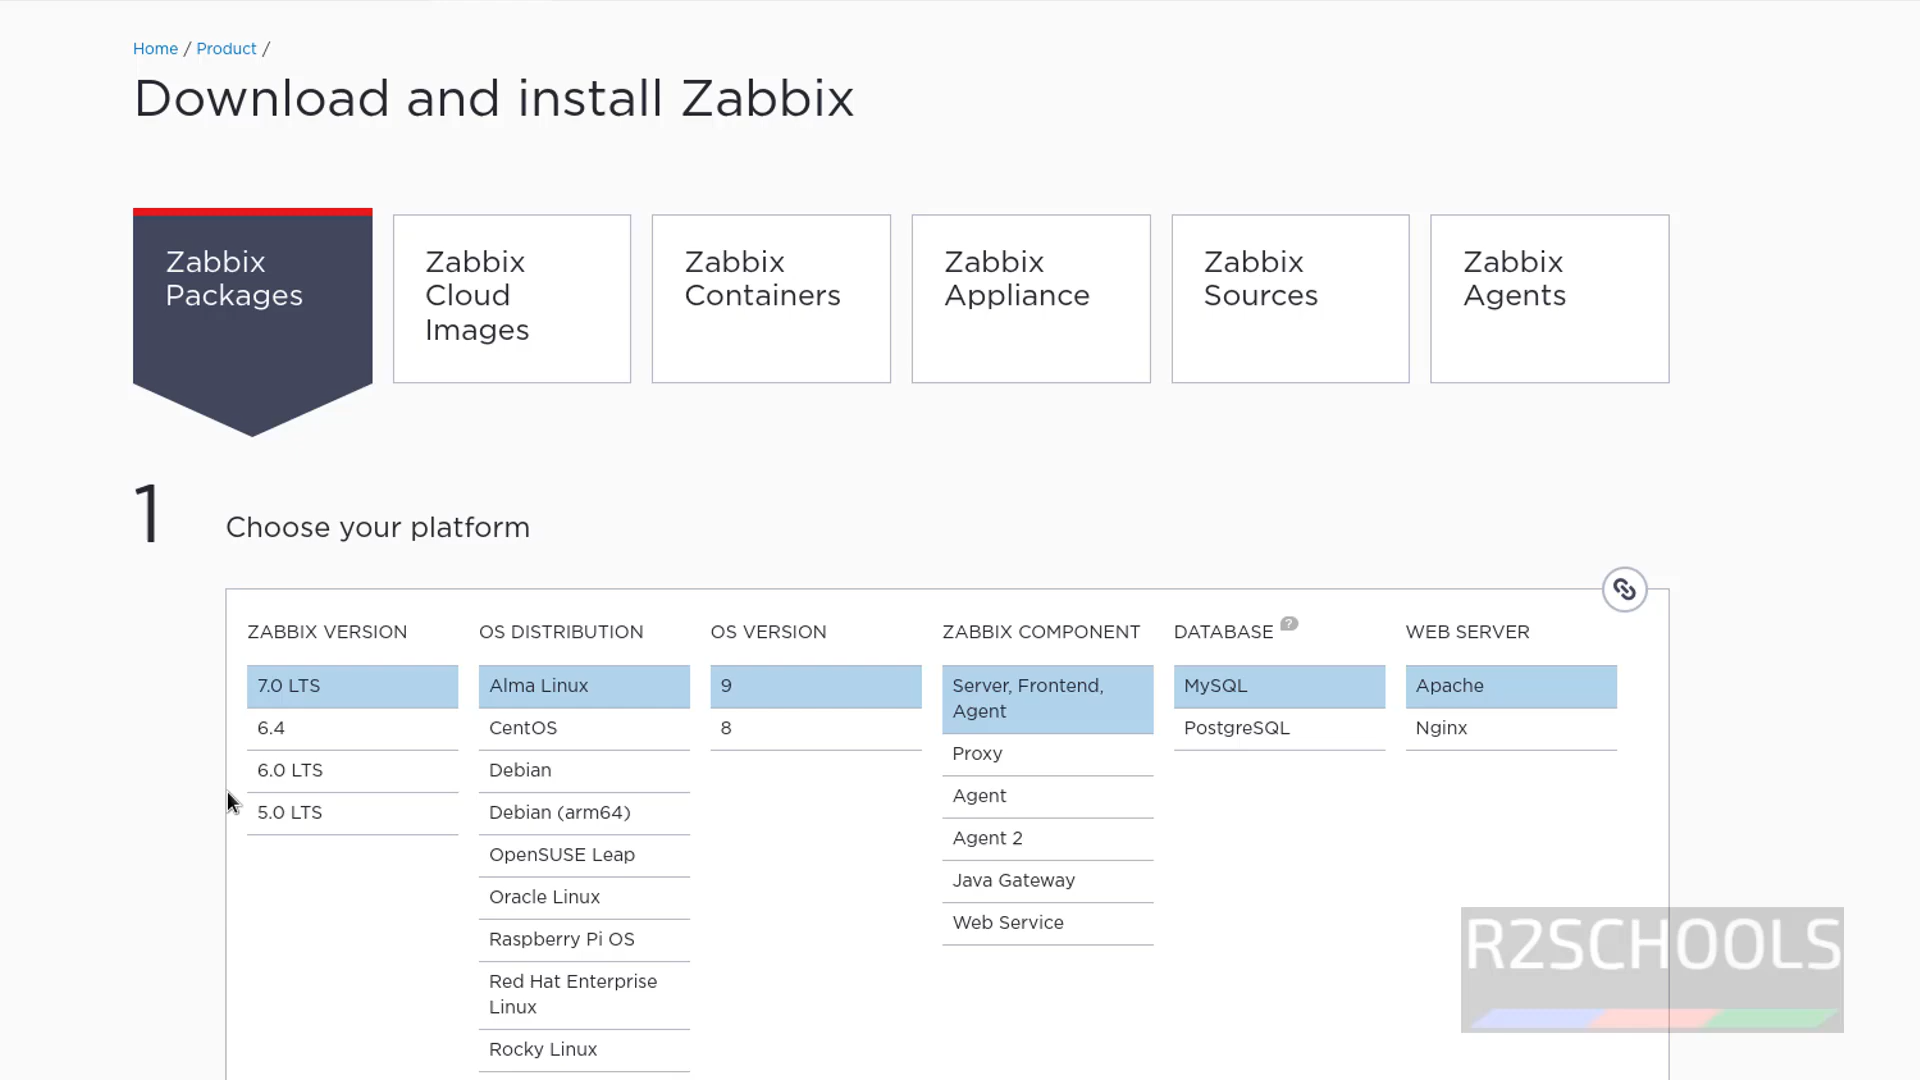 Home / Product /
Download and install Zabbix
Zabbix
Packages
Zabbix
Cloud
Images
Zabbix
Containers
Zabbix
Appliance
Zabbix
Sources
Zabbix
Agents
1
Choose your platform
ZABBIX VERSION
7.0 LTS
6.4
6.0 LTS
5.0 LTS
OS DISTRIBUTION
Alma Linux
CentOS
Debian
Debian (arm64)
OpenSUSE Leap
Oracle Linux
Raspberry Pi OS
Red Hat Enterprise
Linux
Rocky Linux
OS VERSION
9
8
ZABBIX COMPONENT
Server, Frontend,
Agent
Proxy
Agent
Agent 2
Java Gateway
Web Service
DATABASE ?
MySQL
PostgreSQL
WEB SERVER
Apache
Nginx
R2SCHOOLS